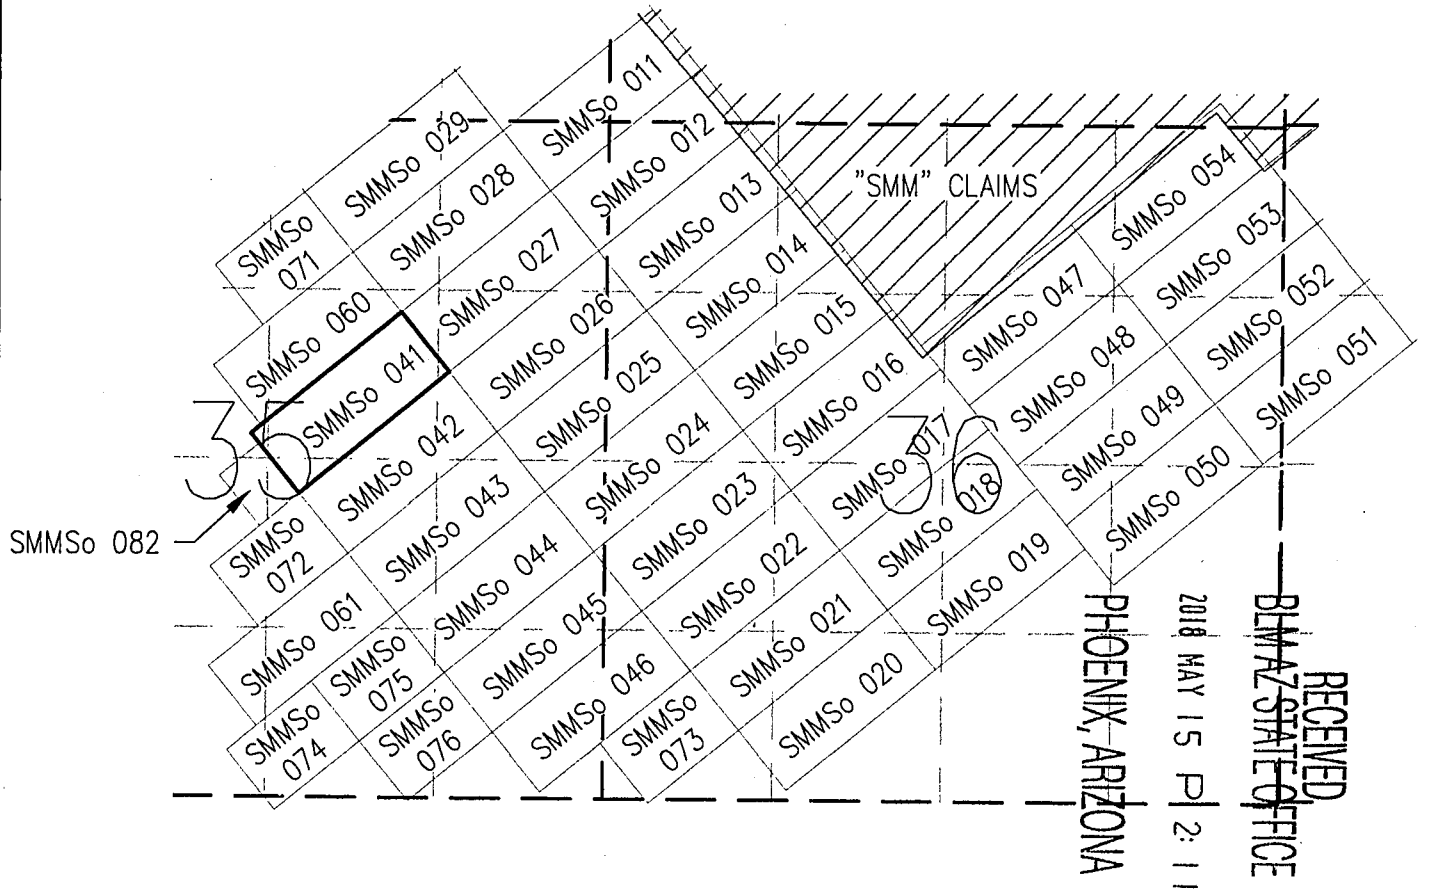 SMMSo 011
SMMSo 029
SMMSo 012
SMMSo 028
SMMSo 054
SMMSo 013
"SMM" CLAIMS
SMMSo
071
SMMSo 053
SMMSo 027
SMMSo 014
SMMSo 052
SMMSo 047
SMMSo 060
SMMSo 026
SMMSo 015
SMMSo 051
SMMSo 048
SMMSo 041
SMMSo 025
SMMSo 016
SMMSo 049
35
SMMSo 042
SMMSo 024
SMMSo 017
36
SMMSo 050
SMMSo 018
SMMSo 043
SMMSo 023
SMMSo 082
SMMSo
072
SMMSo 044
SMMSo 022
SMMSo 019
SMMSo 061
SMMSo 045
SMMSo 021
SMMSo
075
SMMSo 046
SMMSo 020
SMMSo
074
SMMSo
076
SMMSo
073
RECEIVED
BLM AZ STATE OFFICE
2018 MAY 15 P 2:11
PHOENIX, ARIZONA